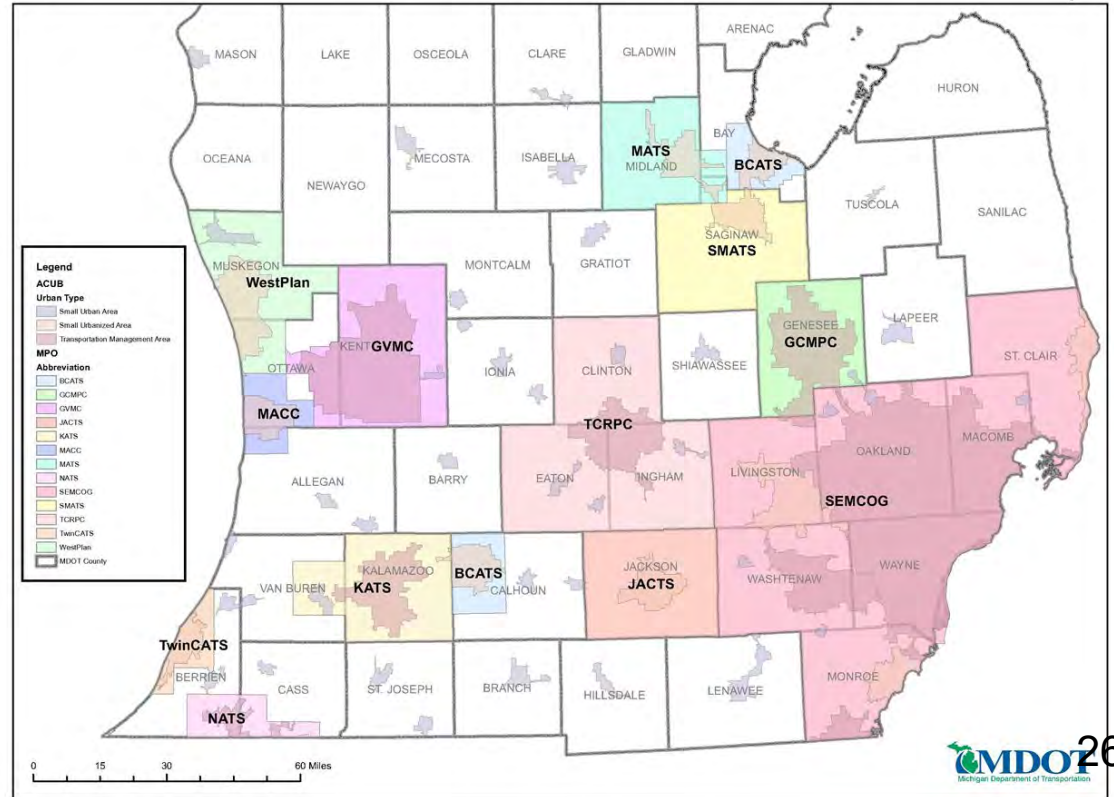 ARENAC
MASON
LAKE
OSCEOLA
CLARE
GLADWIN
HURON
OCEANA
NEWAYGO
MECOSTA
ISABELLA
MATS
MIDLAND
BAY
BCATS
TUSCOLA
SANILAC
MUSKEGON
WestPlan
MONTCALM
GRATIOT
SAGINAW
SMATS
Legend
ACUB
Urban Type
Small Urban Area
Small Urbanized Area
Transportation Management Area
MPO
Abbreviation
BCATS
GCMPC
GVMC
JACTS
KATS
MACC
MATS
NATS
SEMCOG
SMATS
TCRPC
TwinCATS
WestPlan
MDOT County
OTTAWA
KENT
GVMC
IONIA
CLINTON
SHIAWASSEE
GENESEE
GCMPC
LAPEER
ST. CLAIR
MACC
TCRPC
ALLEGAN
BARRY
EATON
INGHAM
LIVINGSTON
OAKLAND
MACOMB
SEMCOG
VAN BUREN
KALAMAZOO
KATS
BCATS
CALHOUN
JACKSON
JACTS
WASHTENAW
WAYNE
TwinCATS
BERRIEN
CASS
ST. JOSEPH
BRANCH
HILLSDALE
LENAWEE
MONROE
NATS
0 15 30 60 Miles
MDOT
Michigan Department of Transportation
26